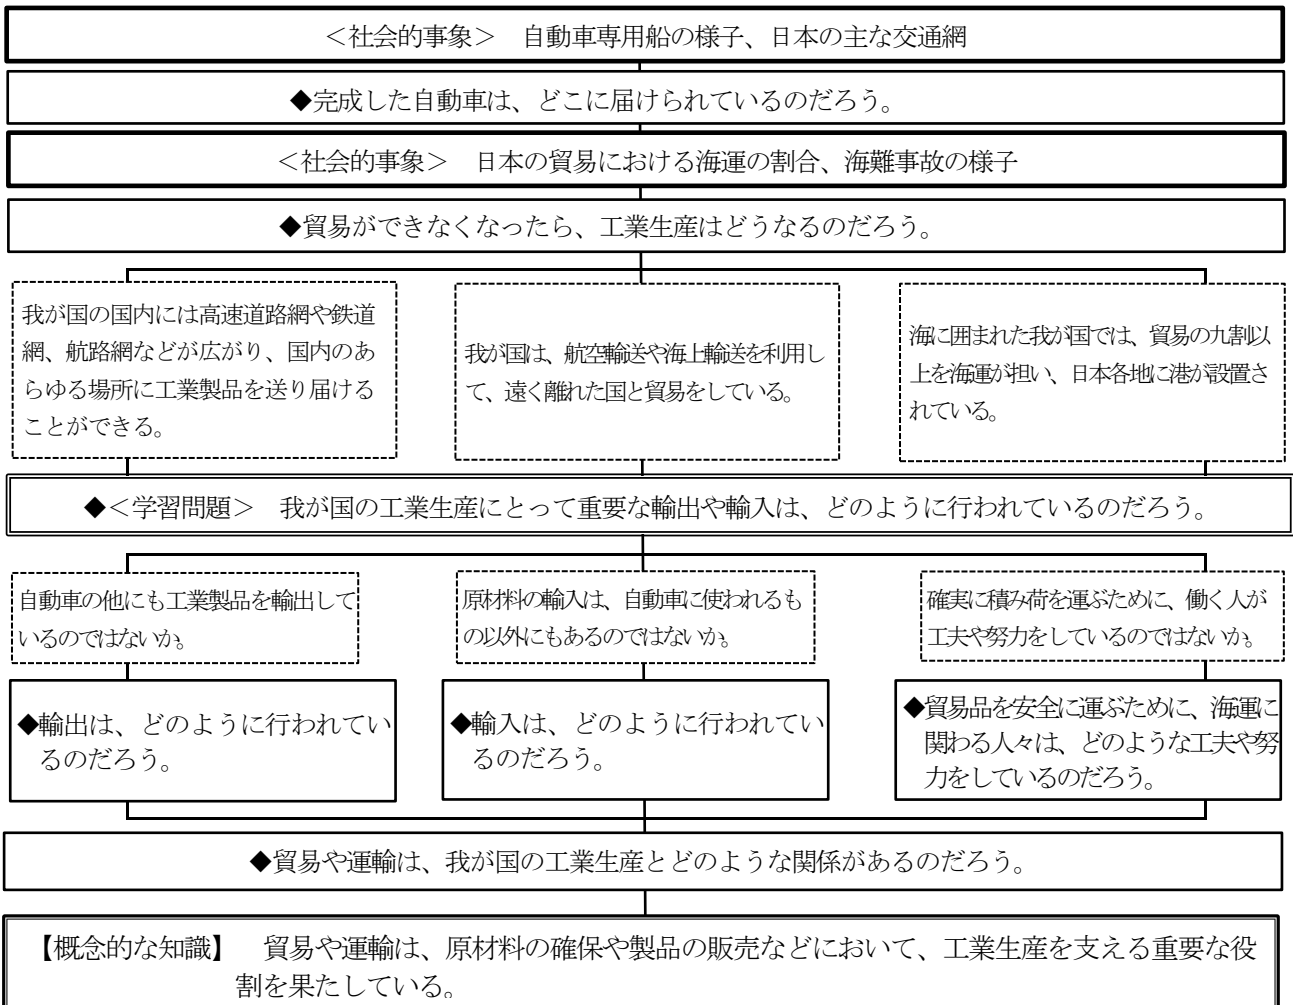 ＜社会的事象＞　自動車専用船の様子、日本の主な交通網
◆完成した自動車は、どこに届けられているのだろう。
＜社会的事象＞　日本の貿易における海運の割合、海難事故の様子
◆貿易ができなくなったら、工業生産はどうなるのだろう。
我が国の国内には高速道路網や鉄道
網、航路網などが広がり、国内のあ
らゆる場所に工業製品を送り届ける
ことができる。
我が国は、航空輸送や海上輸送を利用し
て、遠く離れた国と貿易をしている。
海に囲まれた我が国では、貿易の九割以
上を海運が担い、日本各地に港が設置さ
れている。
◆＜学習問題＞　我が国の工業生産にとって重要な輸出や輸入は、どのように行われているのだろう。
自動車の他にも工業製品を輸出して
いるのではないか。
原材料の輸入は、自動車に使われるも
の以外にもあるのではないか。
確実に積み荷を運ぶために、働く人が
工夫や努力をしているのではないか。
◆輸出は、どのように行われてい
るのだろう。
◆輸入は、どのように行われてい
るのだろう。
◆貿易品を安全に運ぶために、海運に
関わる人々は、どのような工夫や努
力をしているのだろう。
◆貿易や運輸は、我が国の工業生産とどのような関係があるのだろう。
【概念的な知識】　貿易や運輸は、原材料の確保や製品の販売などにおいて、工業生産を支える重要な役
割を果たしている。